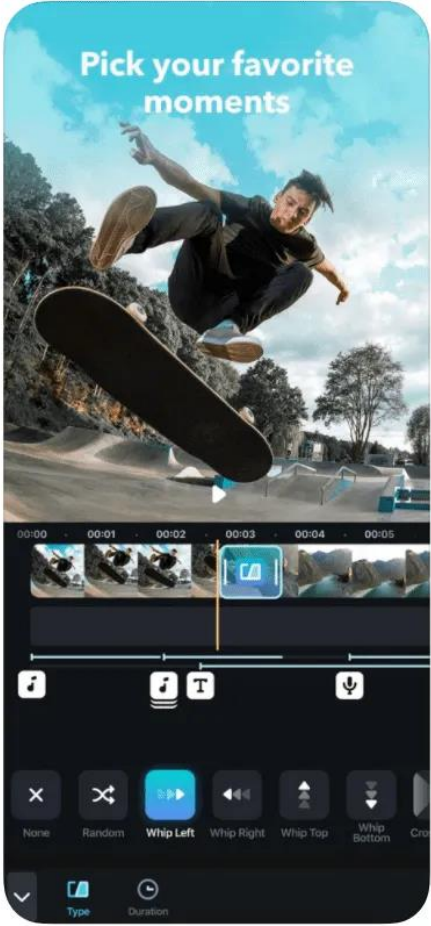 Pick your favorite
moments
00:00 00:01 00:02 00:03 00:04 00:05
T
None Random Whip Left Whip Right Whip Top Whip
Bottom
Type Duration